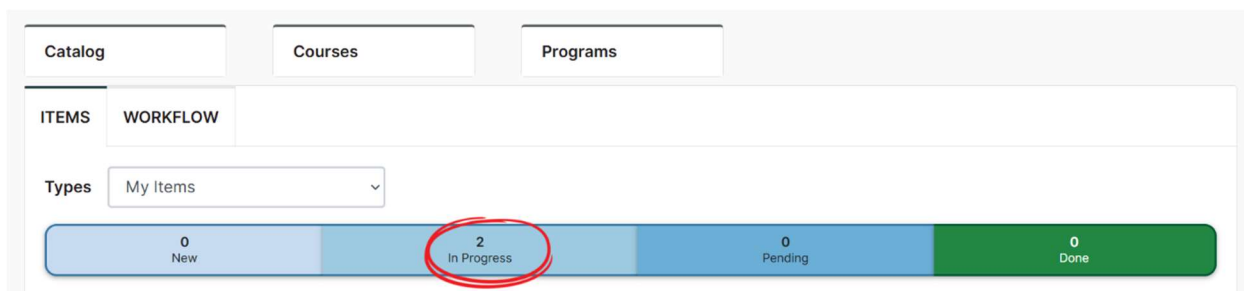 Catalog Courses Programs
ITEMS WORKFLOW
Types My Items
0 2 0 0
New In Progress Pending Done